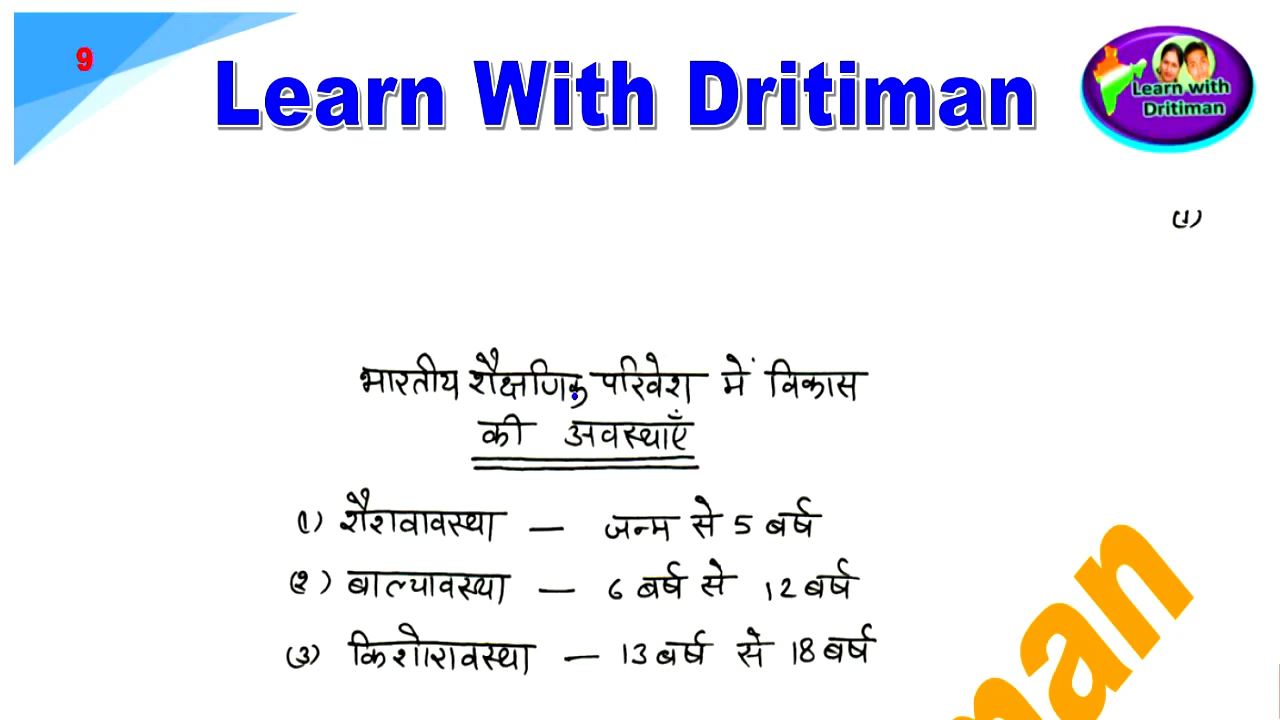 9
Learn With Dritiman
Learn with
Dritiman
(1)
भारतीय शैक्षणिक परिवेश में विकास
की अवस्थाएँ
(1) शैशवावस्था — जन्म से 5 बर्ष
(2) बाल्यावस्था — 6 बर्ष से 12 बर्ष
(3) किशोरावस्था — 13 बर्ष से 18 बर्ष
man